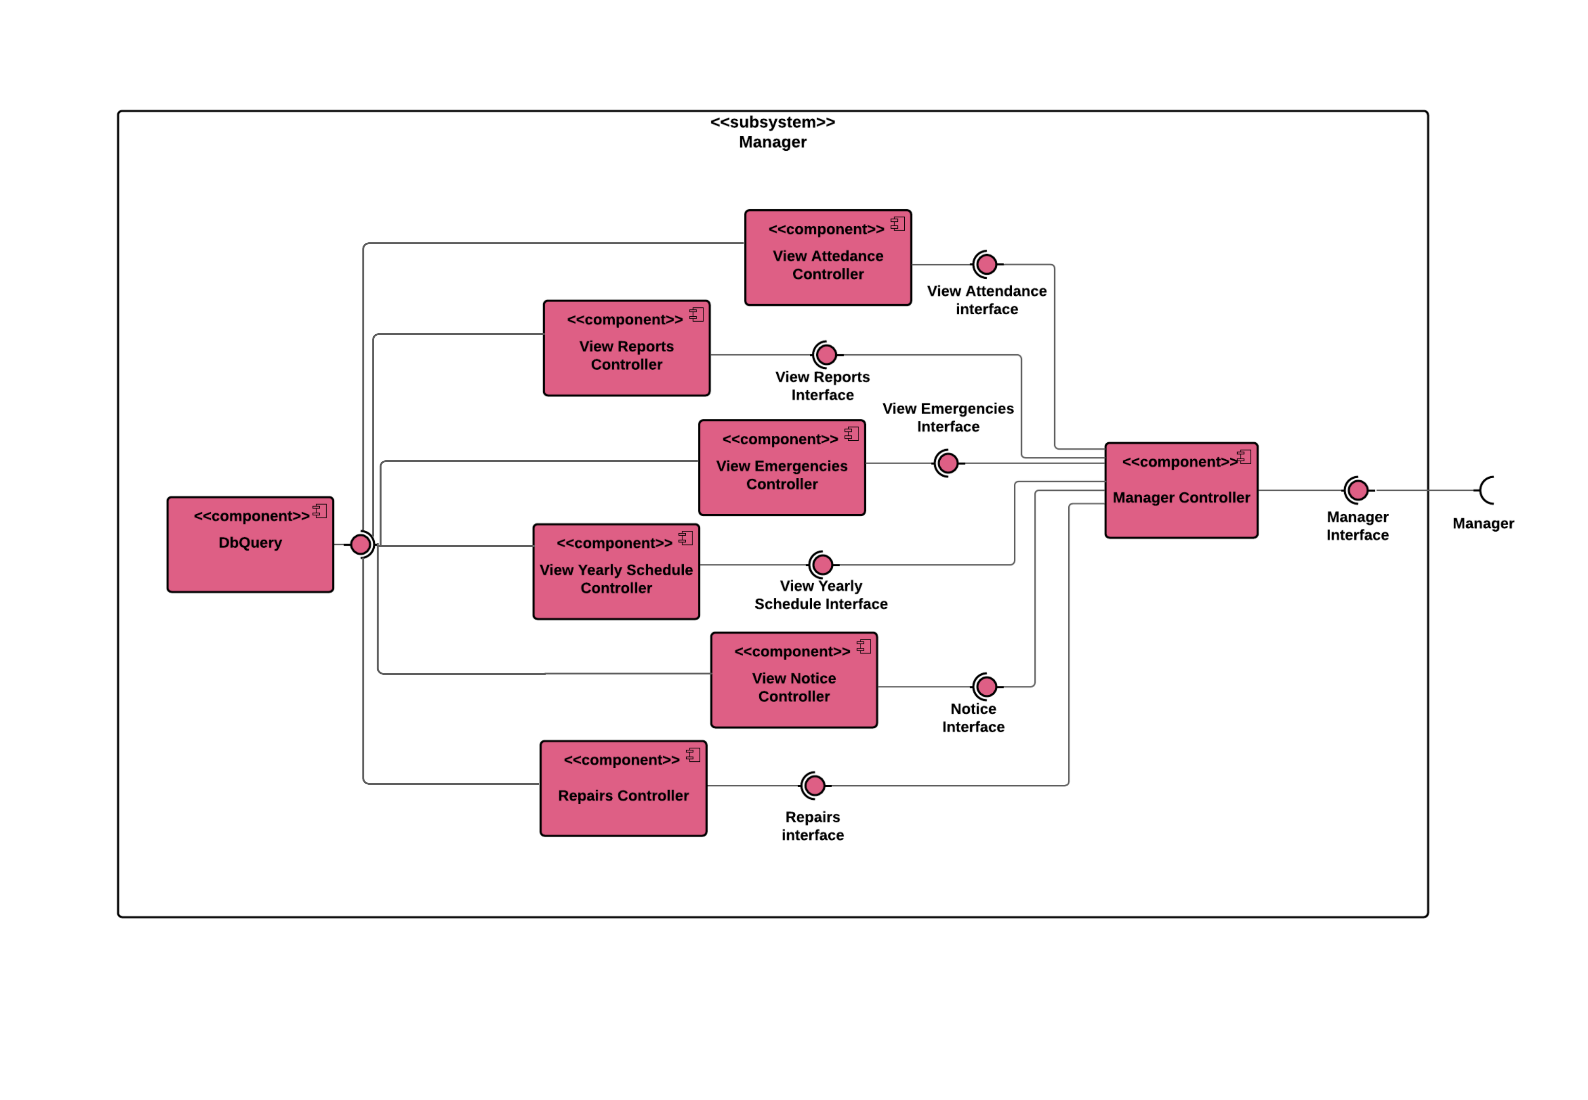 <<subsystem>>
Manager
<<component>>
View Attedance
Controller
View Attendance
interface
<<component>>
View Reports
Controller
View Reports
Interface
View Emergencies
Interface
<<component>>
View Emergencies
Controller
<<component>>
Manager Controller
Manager
Interface
Manager
<<component>>
DbQuery
<<component>>
View Yearly Schedule
Controller
View Yearly
Schedule Interface
<<component>>
View Notice
Controller
Notice
Interface
<<component>>
Repairs Controller
Repairs
interface